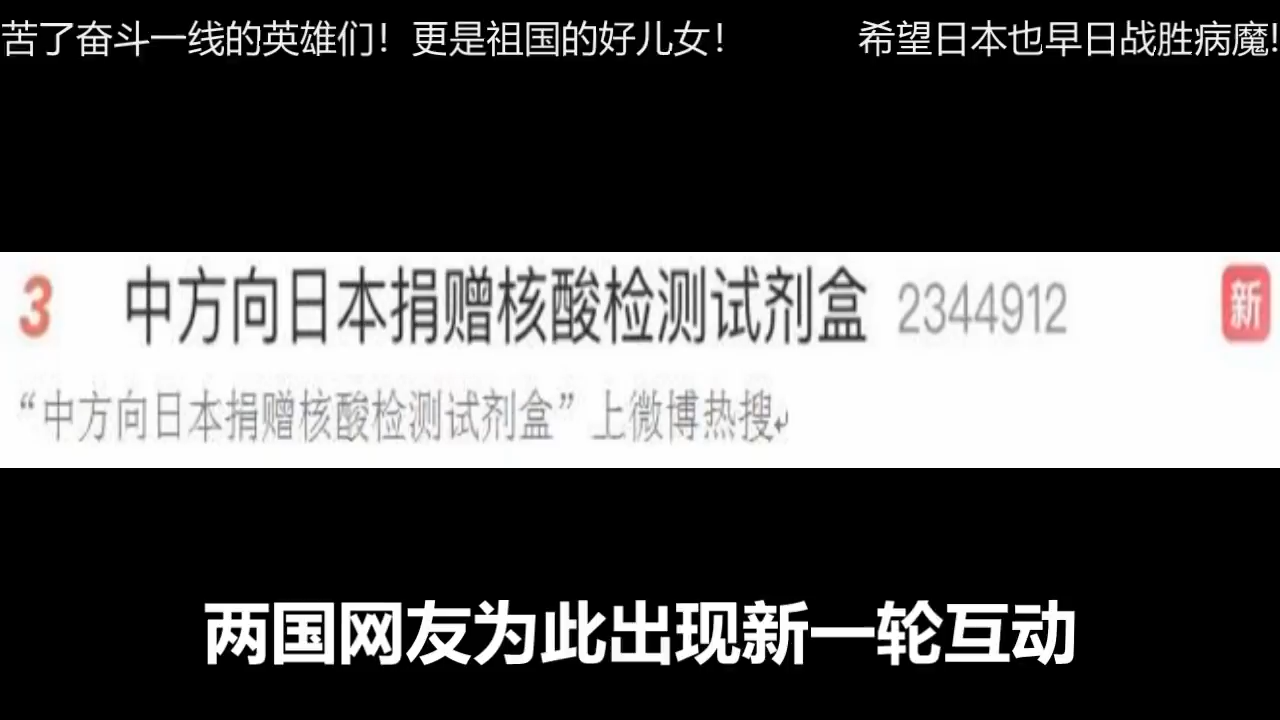 苦了奋斗一线的英雄们！更是祖国的好儿女！ 希望日本也早日战胜病魔!
3 中方向日本捐赠核酸检测试剂盒 2344912 新
“中方向日本捐赠核酸检测试剂盒”上微博热搜↵
两国网友为此出现新一轮互动